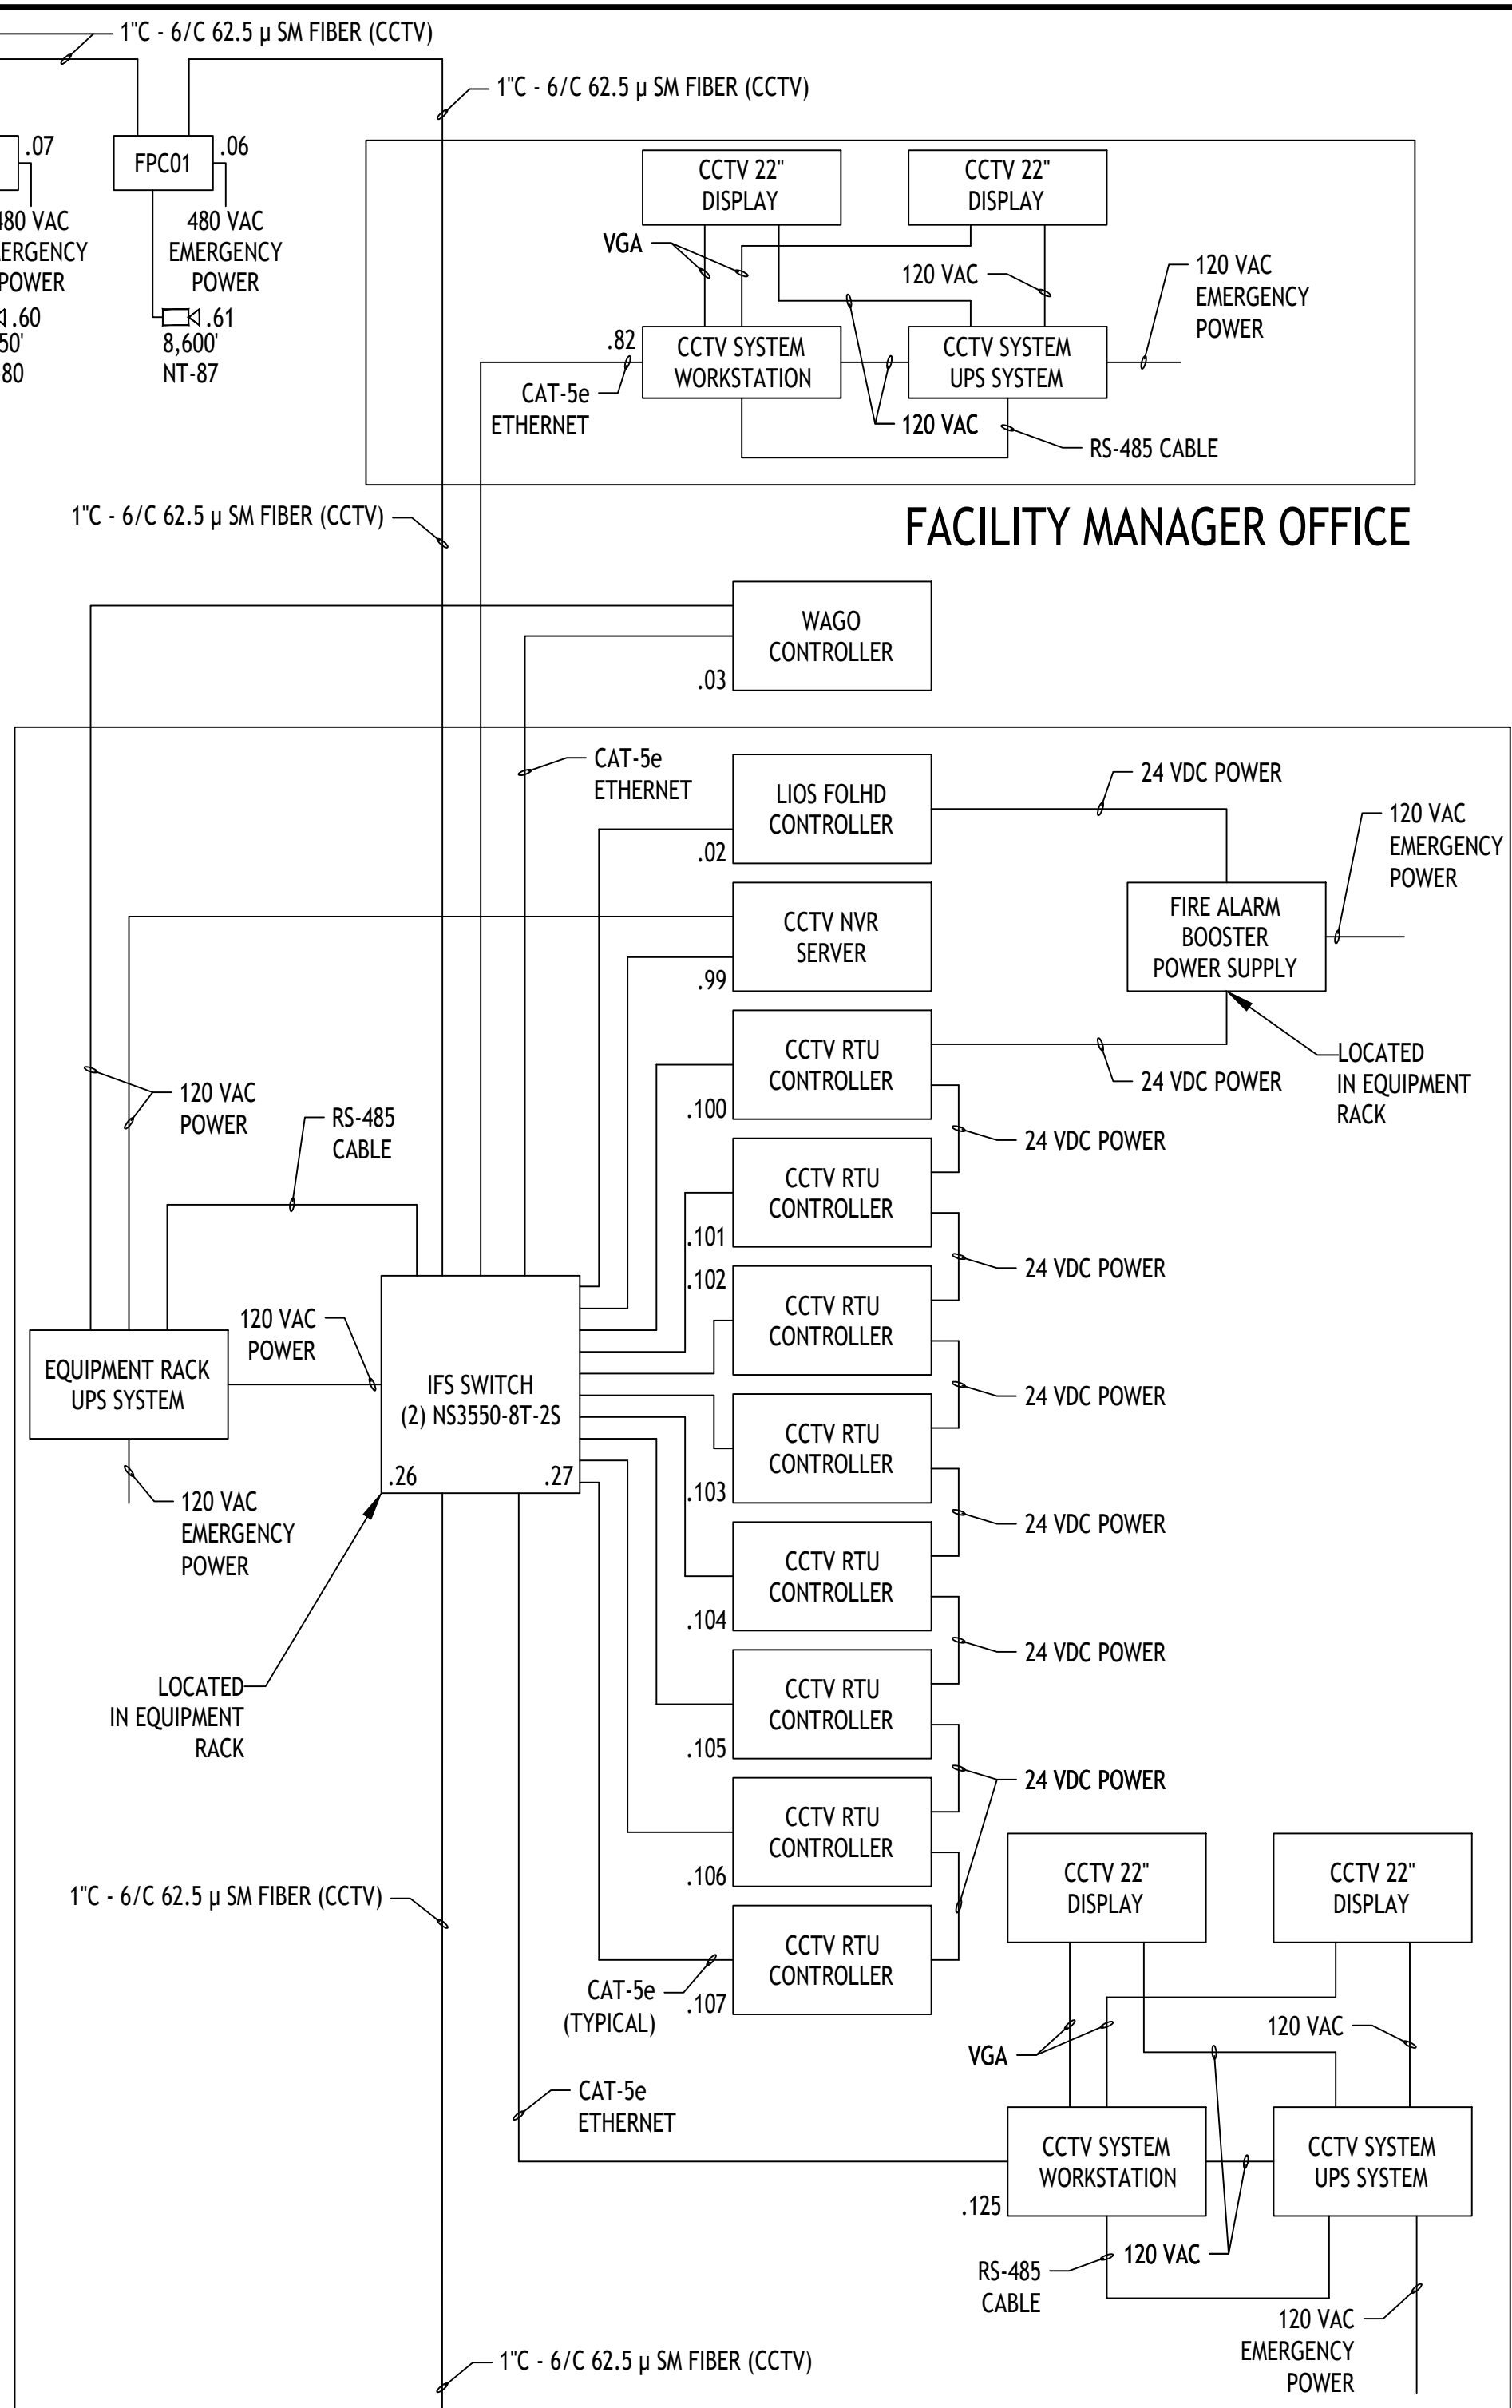 1"C - 6/C 62.5 µ SM FIBER (CCTV)
1"C - 6/C 62.5 µ SM FIBER (CCTV)
.07
FPC01
.06
480 VAC
EMERGENCY
POWER
POWER
.60
.61
8,600'
NT-87
CCTV 22"
DISPLAY
CCTV 22"
DISPLAY
VGA
120 VAC
120 VAC
EMERGENCY
POWER
.82
CCTV SYSTEM
WORKSTATION
CCTV SYSTEM
UPS SYSTEM
CAT-5e
ETHERNET
120 VAC
RS-485 CABLE
1"C - 6/C 62.5 µ SM FIBER (CCTV)
FACILITY MANAGER OFFICE
WAGO
CONTROLLER
.03
CAT-5e
ETHERNET
LIOS FOLHD
CONTROLLER
.02
24 VDC POWER
120 VAC
EMERGENCY
POWER
CCTV NVR
SERVER
.99
FIRE ALARM
BOOSTER
POWER SUPPLY
CCTV RTU
CONTROLLER
.100
24 VDC POWER
LOCATED
IN EQUIPMENT
RACK
120 VAC
POWER
RS-485
CABLE
24 VDC POWER
CCTV RTU
CONTROLLER
.101
24 VDC POWER
.102
CCTV RTU
CONTROLLER
120 VAC
POWER
EQUIPMENT RACK
UPS SYSTEM
IFS SWITCH
(2) NS3550-8T-2S
.26
.27
24 VDC POWER
CCTV RTU
CONTROLLER
.103
24 VDC POWER
120 VAC
EMERGENCY
POWER
CCTV RTU
CONTROLLER
.104
24 VDC POWER
LOCATED
IN EQUIPMENT
RACK
CCTV RTU
CONTROLLER
.105
24 VDC POWER
CCTV RTU
CONTROLLER
.106
1"C - 6/C 62.5 µ SM FIBER (CCTV)
CCTV 22"
DISPLAY
CCTV 22"
DISPLAY
CCTV RTU
CONTROLLER
CAT-5e
(TYPICAL)
.107
VGA
120 VAC
CAT-5e
ETHERNET
CCTV SYSTEM
WORKSTATION
CCTV SYSTEM
UPS SYSTEM
.125
RS-485
CABLE
120 VAC
120 VAC
EMERGENCY
POWER
1"C - 6/C 62.5 µ SM FIBER (CCTV)